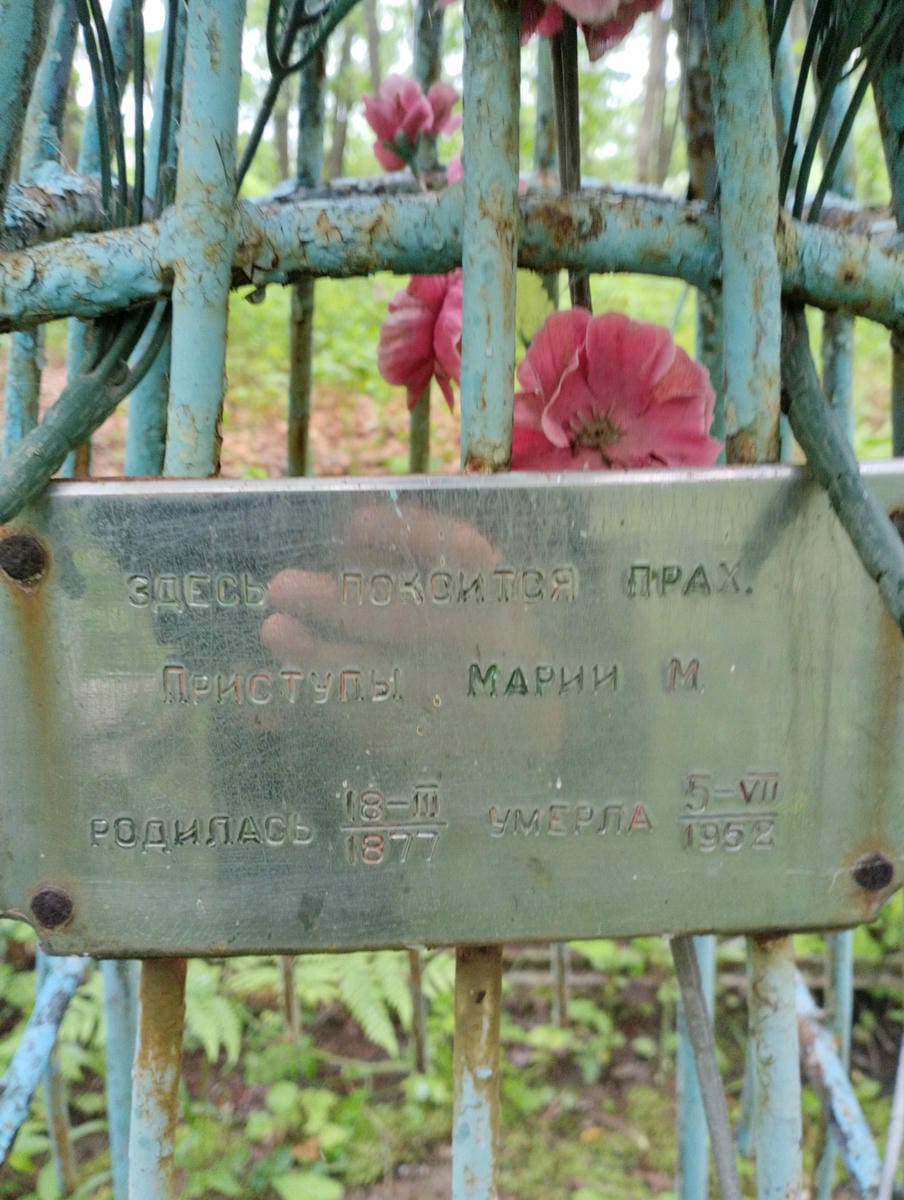 ЗДЕСЬ ПОКОИТСЯ ПРАХ.
ПРИСТУПЫ МАРИИ М.
РОДИЛАСЬ 18-III/1877 УМЕРЛА 5-VII/1952